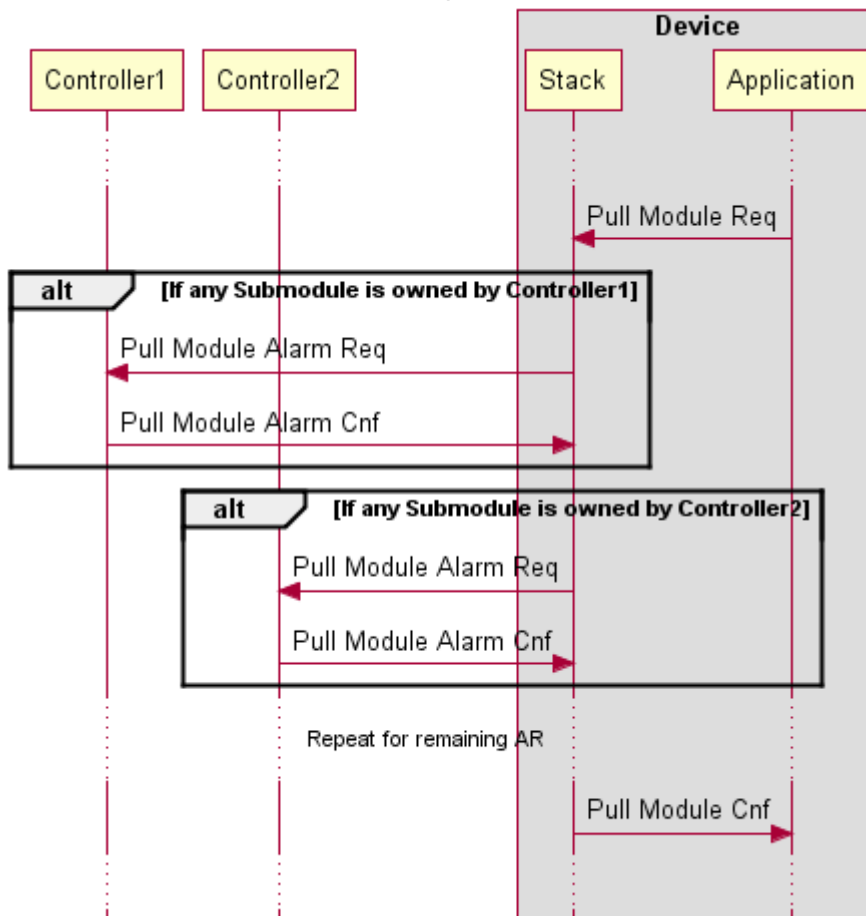 Device
Controller1
Controller2
Stack
Application
Pull Module Req
alt [If any Submodule is owned by Controller1]
Pull Module Alarm Req
Pull Module Alarm Cnf
alt [If any Submodule is owned by Controller2]
Pull Module Alarm Req
Pull Module Alarm Cnf
Repeat for remaining AR
Pull Module Cnf